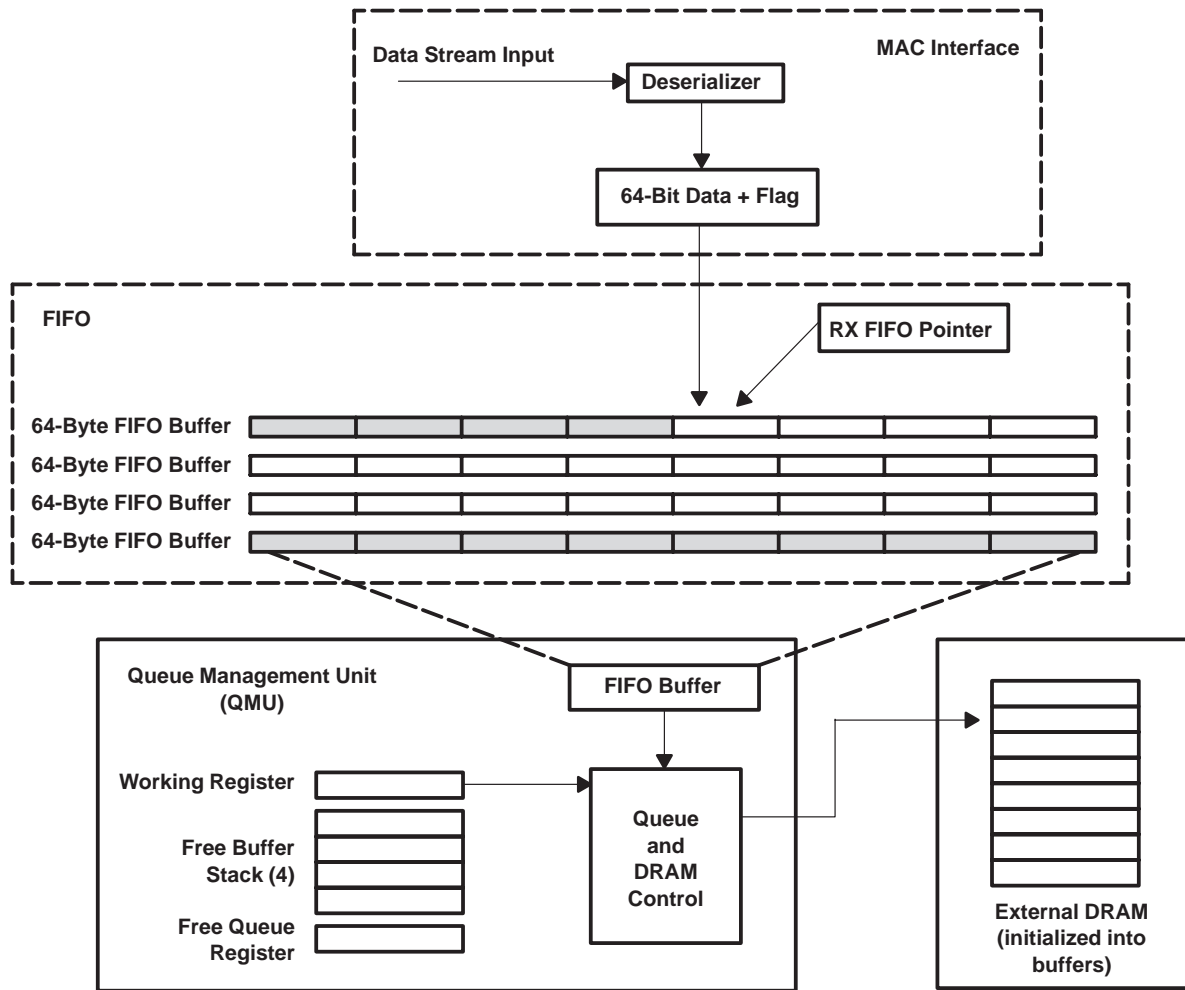 MAC Interface
Data Stream Input
Deserializer
64-Bit Data + Flag
FIFO
RX FIFO Pointer
64-Byte FIFO Buffer
64-Byte FIFO Buffer
64-Byte FIFO Buffer
64-Byte FIFO Buffer
Queue Management Unit
(QMU)
FIFO Buffer
Working Register
Free Buffer
Stack (4)
Free Queue
Register
Queue
and
DRAM
Control
External DRAM
(initialized into
buffers)